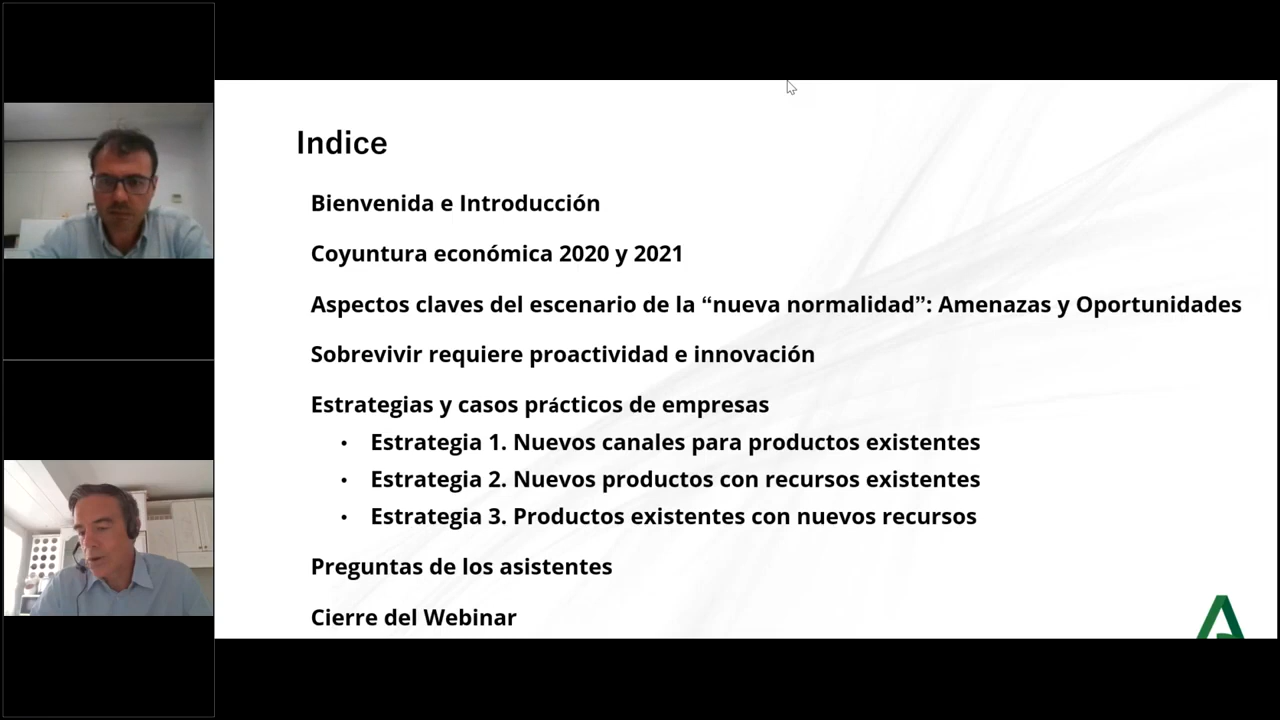 Indice
Bienvenida e Introducción
Coyuntura económica 2020 y 2021
Aspectos claves del escenario de la “nueva normalidad”: Amenazas y Oportunidades
Sobrevivir requiere proactividad e innovación
Estrategias y casos prácticos de empresas
• Estrategia 1. Nuevos canales para productos existentes
• Estrategia 2. Nuevos productos con recursos existentes
• Estrategia 3. Productos existentes con nuevos recursos
Preguntas de los asistentes
Cierre del Webinar